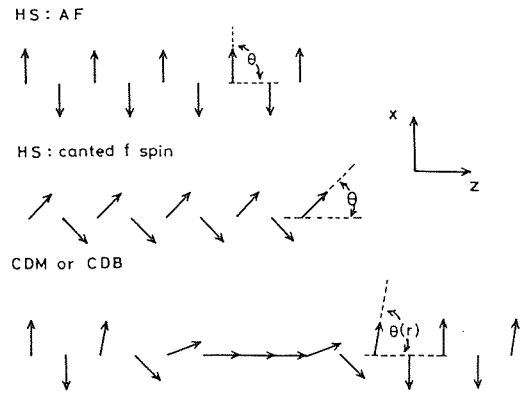 HS: AF
θ
x
z
HS: canted f spin
θ
CDM or CDB
θ(r)